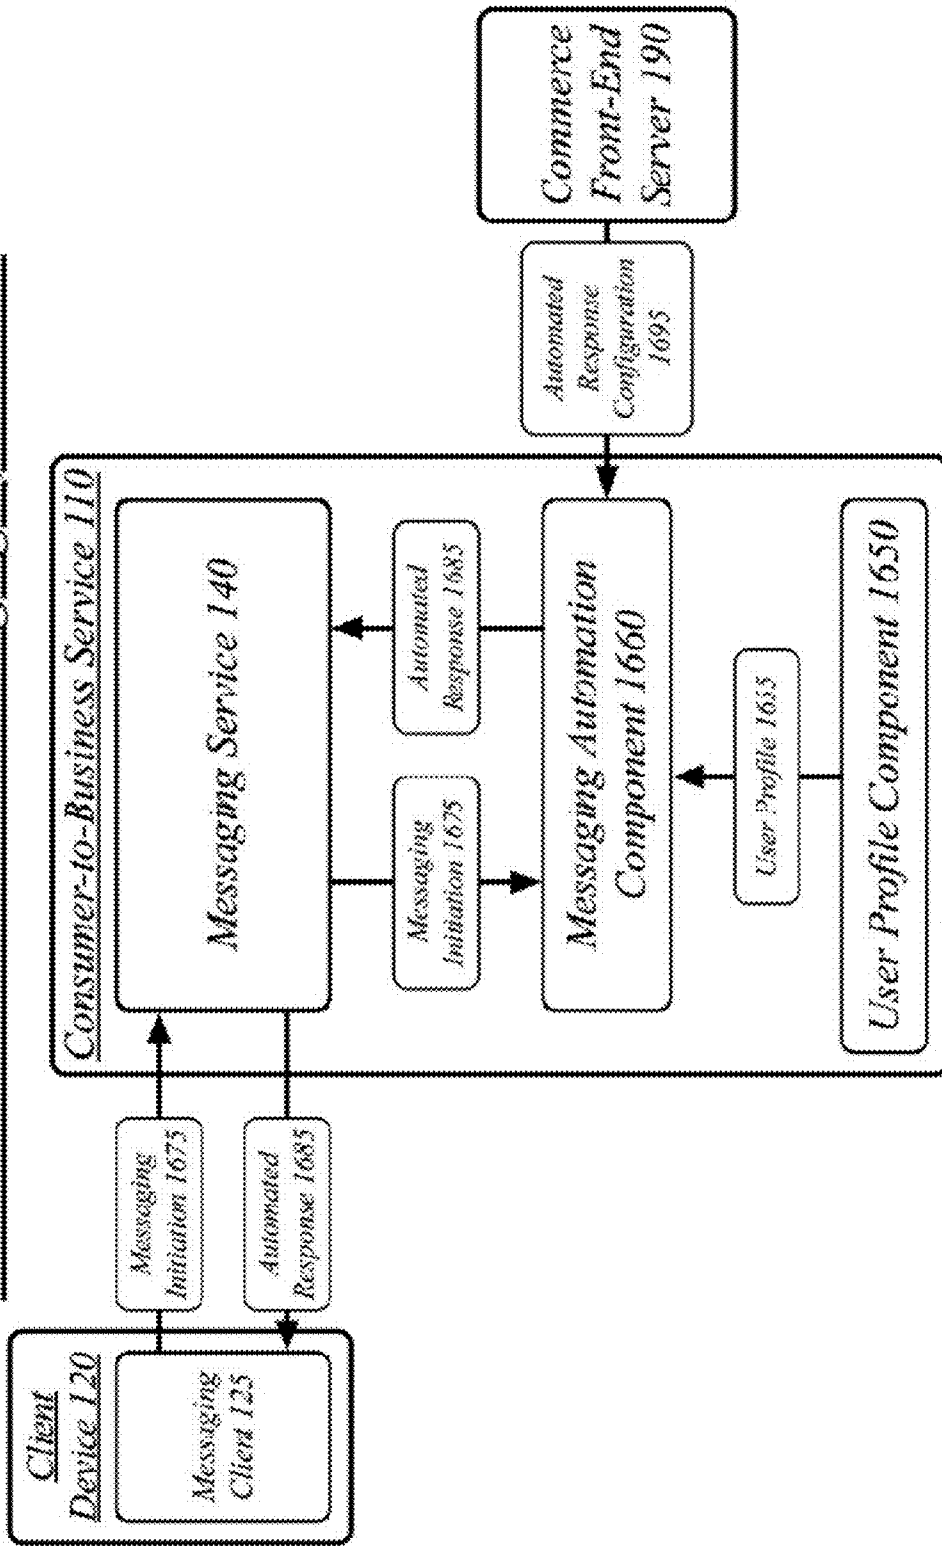 Client
Device 120
Messaging
Client 125
Messaging
Initiation 1675
Automated
Response 1685
Consumer-to-Business Service 110
Messaging Service 140
Messaging
Initiation 1675
Automated
Response 1685
Messaging Automation
Component 1660
User Profile 1655
User Profile Component 1650
Automated
Response
Configuration
1695
Commerce
Front-End
Server 190